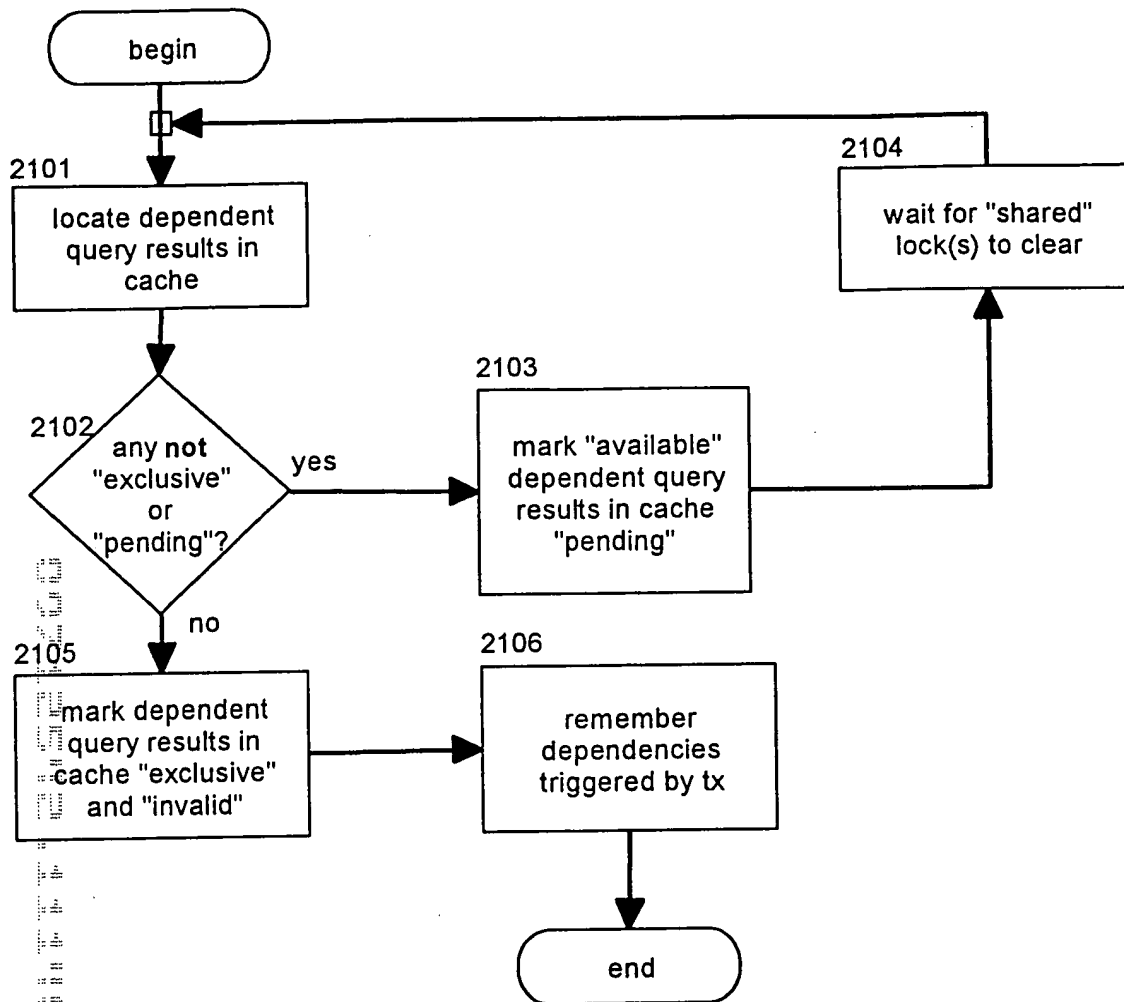 begin
2101
locate dependent
query results in
cache
2102
any not
"exclusive"
or
"pending"?
yes
no
2103
mark "available"
dependent query
results in cache
"pending"
2104
wait for "shared"
lock(s) to clear
2105
mark dependent
query results in
cache "exclusive"
and "invalid"
2106
remember
dependencies
triggered by tx
end